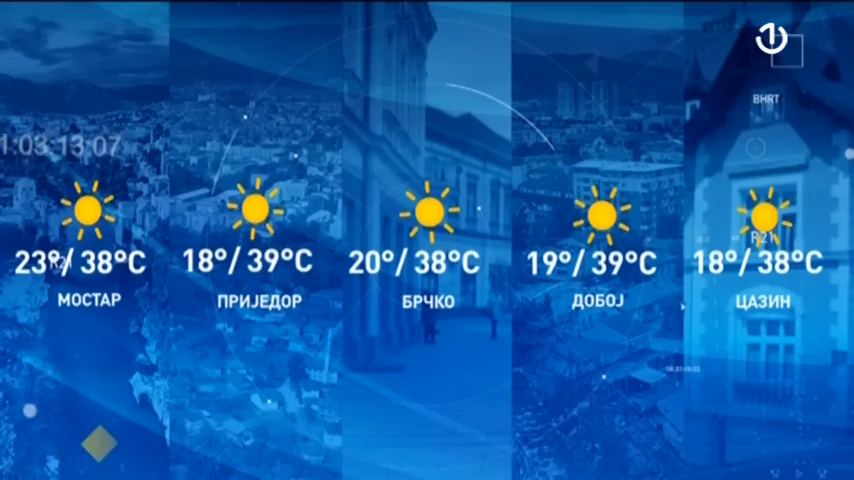 BHRT
1:03:13:07
R21
23°/ 38°C
18°/ 39°C
20°/ 38°C
19°/ 39°C
18°/ 38°C
МОСТАР
ПРИЈЕДОР
БРЧКО
ДОБОЈ
ЦАЗИН